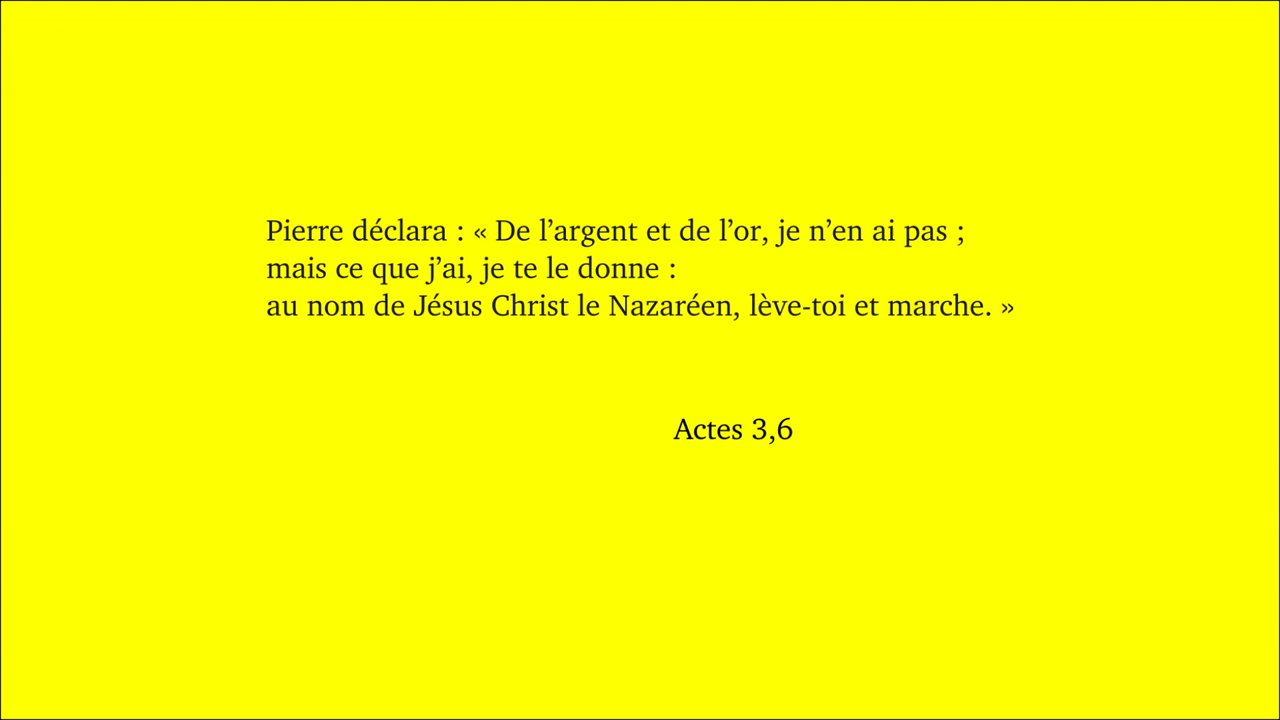 Pierre déclara : « De l’argent et de l’or, je n’en ai pas ;
mais ce que j’ai, je te le donne :
au nom de Jésus Christ le Nazaréen, lève-toi et marche. »
Actes 3,6